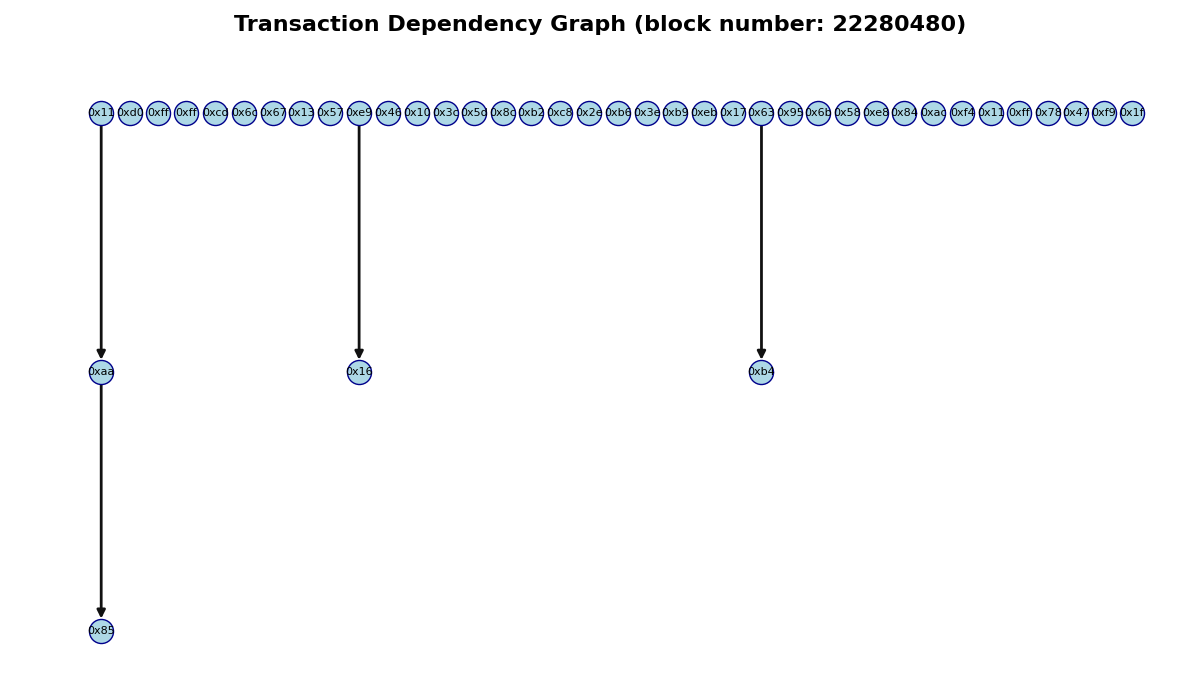 Transaction Dependency Graph (block number: 22280480)
0x11 0xd0 0xff 0xff 0xcd 0x6c 0x67 0x13 0x57 0xe9 0x46 0x10 0x3c 0x5d 0x8c 0xb2 0xc8 0x2e 0xb6 0x3e 0xb9 0xeb 0x17 0x63 0x95 0x6b 0x58 0xe8 0x84 0xac 0xf4 0x11 0xff 0x78 0x47 0xf9 0x1f
0xaa 0x16 0xb4
0x85